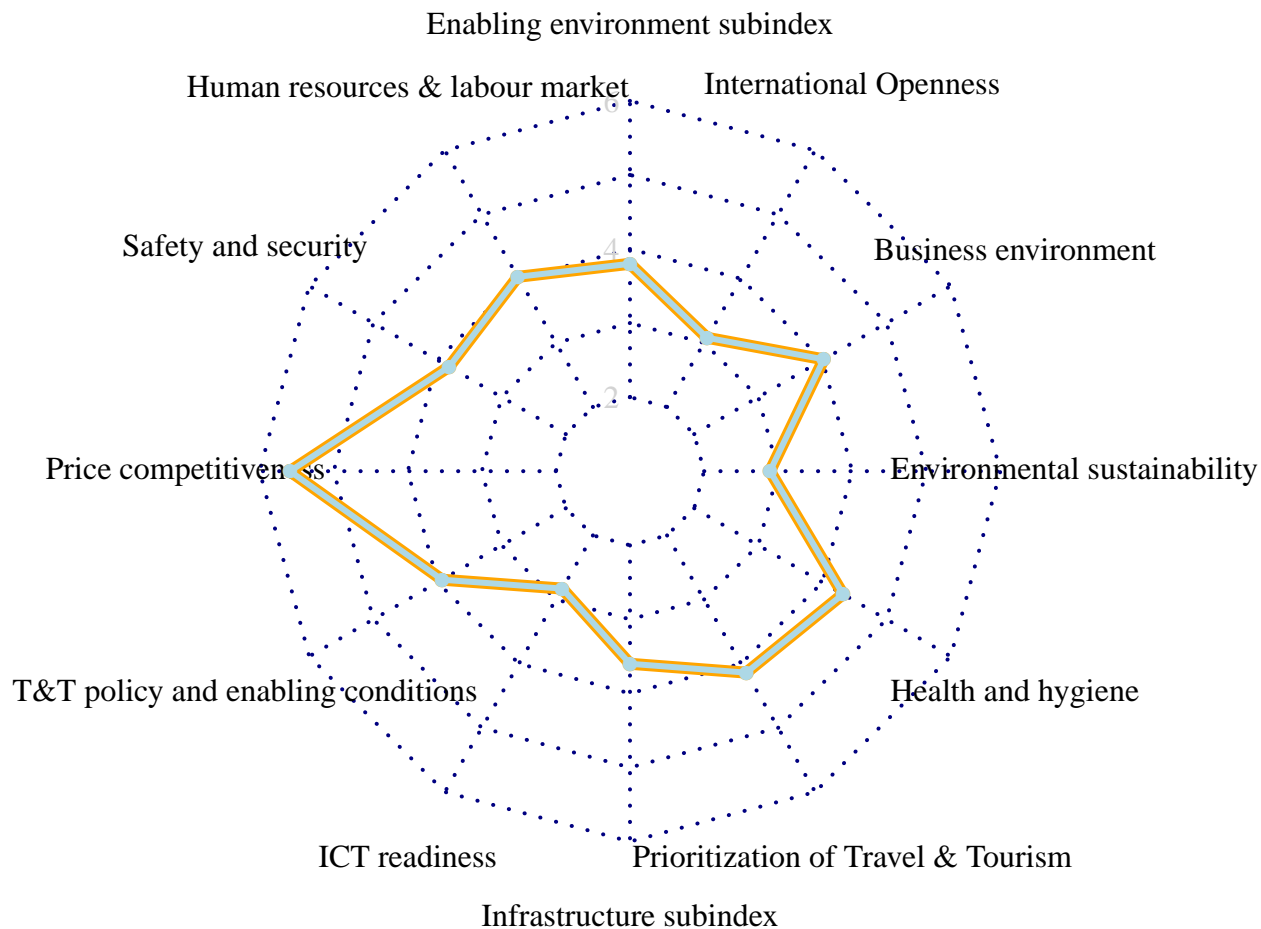 Enabling environment subindex
Human resources & labour market
International Openness
6
Safety and security
4
Business environment
2
Price competitiveness
Environmental sustainability
T&T policy and enabling conditions
Health and hygiene
ICT readiness
Prioritization of Travel & Tourism
Infrastructure subindex